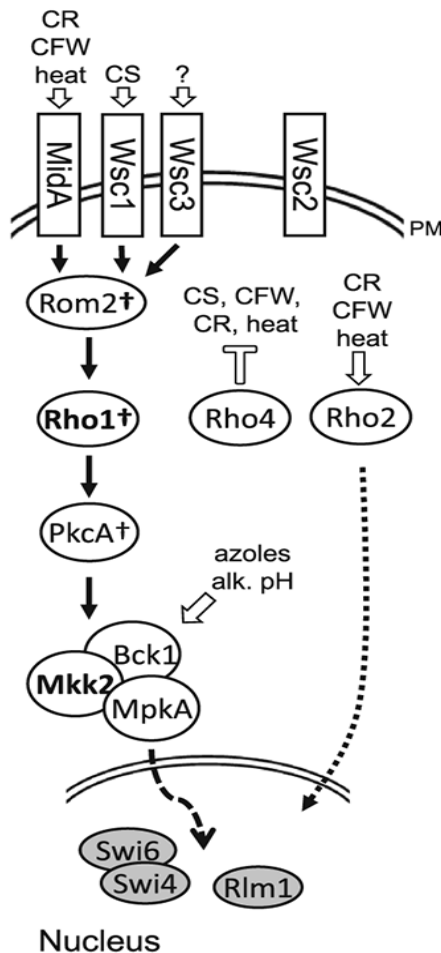 CR
CFW
heat
CS
?
MidA
Wsc1
Wsc3
Wsc2
PM
Rom2†
CS, CFW,
CR, heat
CR
CFW
heat
Rho1†
Rho4
Rho2
PkcA†
azoles
alk. pH
Bck1
Mkk2
MpkA
Swi6
Swi4
Rlm1
Nucleus